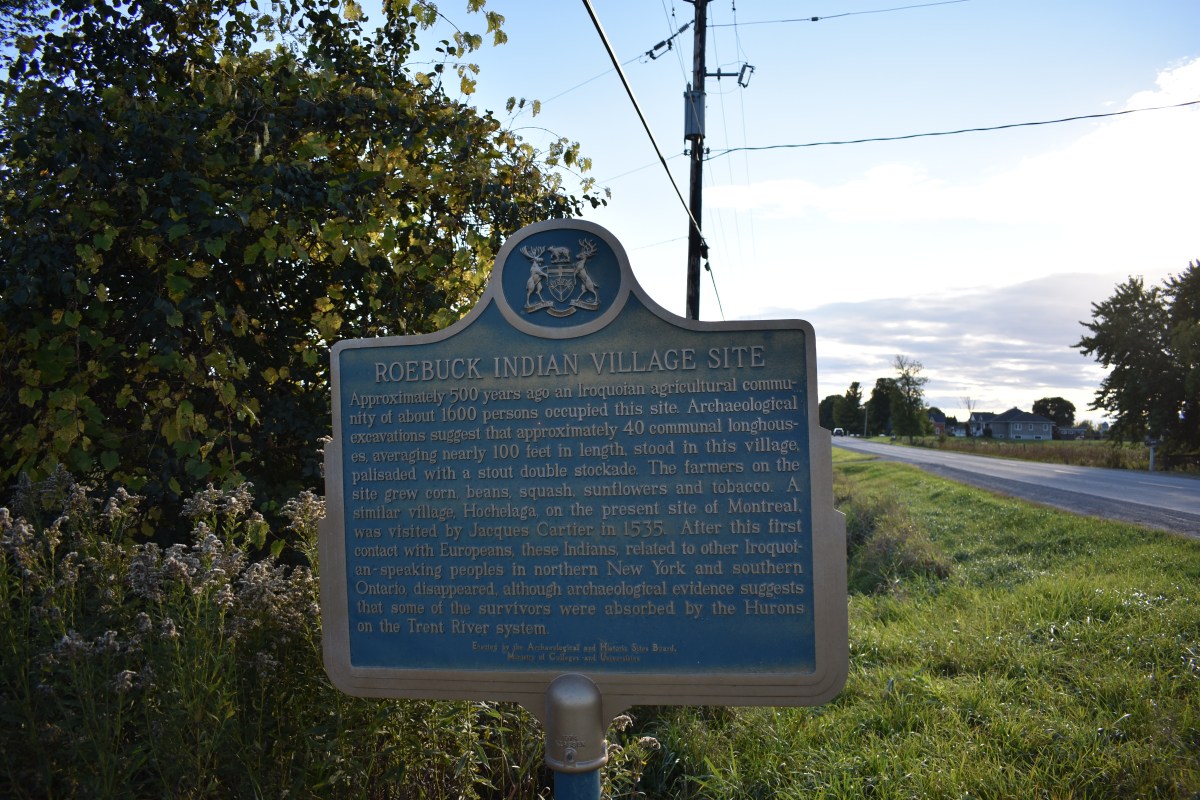 ROEBUCK INDIAN VILLAGE SITE
Approximately 500 years ago an Iroquoian agricultural commu-
nity of about 1600 persons occupied this site. Archaeological
excavations suggest that approximately 40 communal longhous-
es, averaging nearly 100 feet in length, stood in this village,
palisaded with a stout double stockade. The farmers on the
site grew corn, beans, squash, sunflowers and tobacco. A
similar village, Hochelaga, on the present site of Montreal,
was visited by Jacques Cartier in 1535. After this first
contact with Europeans, these Indians, related to other Iroquoi-
an-speaking peoples in northern New York and southern
Ontario, disappeared, although archaeological evidence suggests
that some of the survivors were absorbed by the Hurons
on the Trent River system.
Erected by the Archaeological and Historic Sites Board,
Ministry of Colleges and Universities